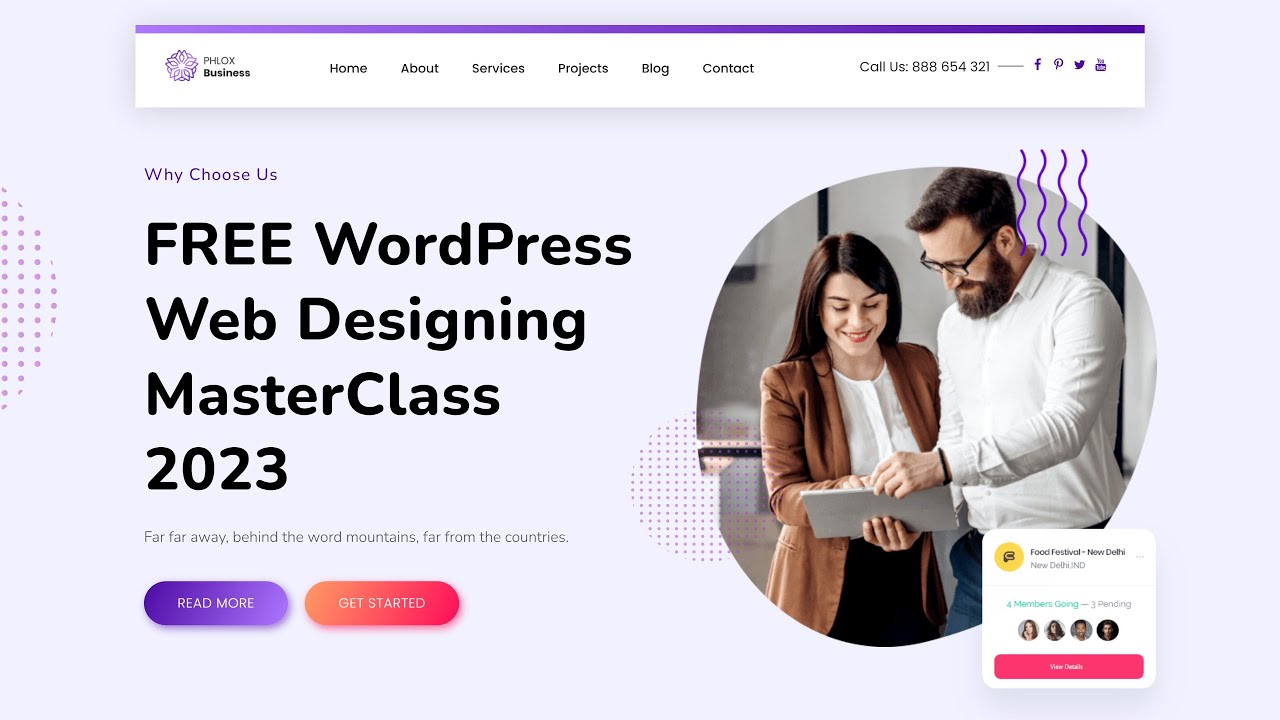 PHLOX
Business
Home About Services Projects Blog Contact
Call Us: 888 654 321
You
Tube
Why Choose Us
FREE WordPress
Web Designing
MasterClass
2023
Far far away, behind the word mountains, far from the countries.
READ MORE GET STARTED
Food Festival - New Delhi
New Delhi,IND
4 Members Going — 3 Pending
View Details